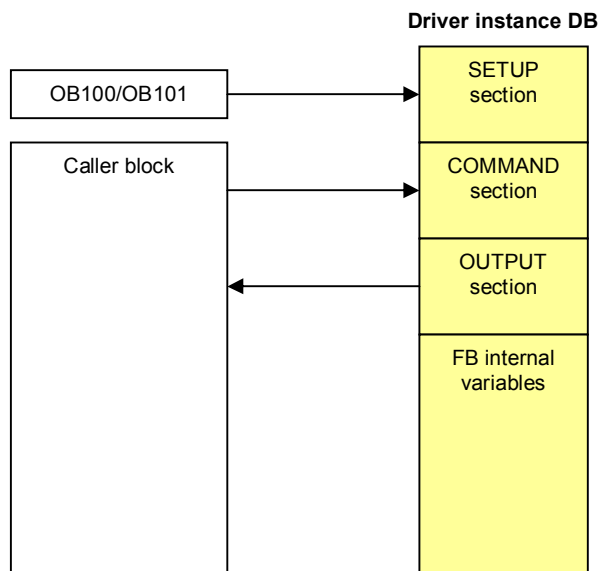 Driver instance DB
OB100/OB101
SETUP
section
Caller block
COMMAND
section
OUTPUT
section
FB internal
variables